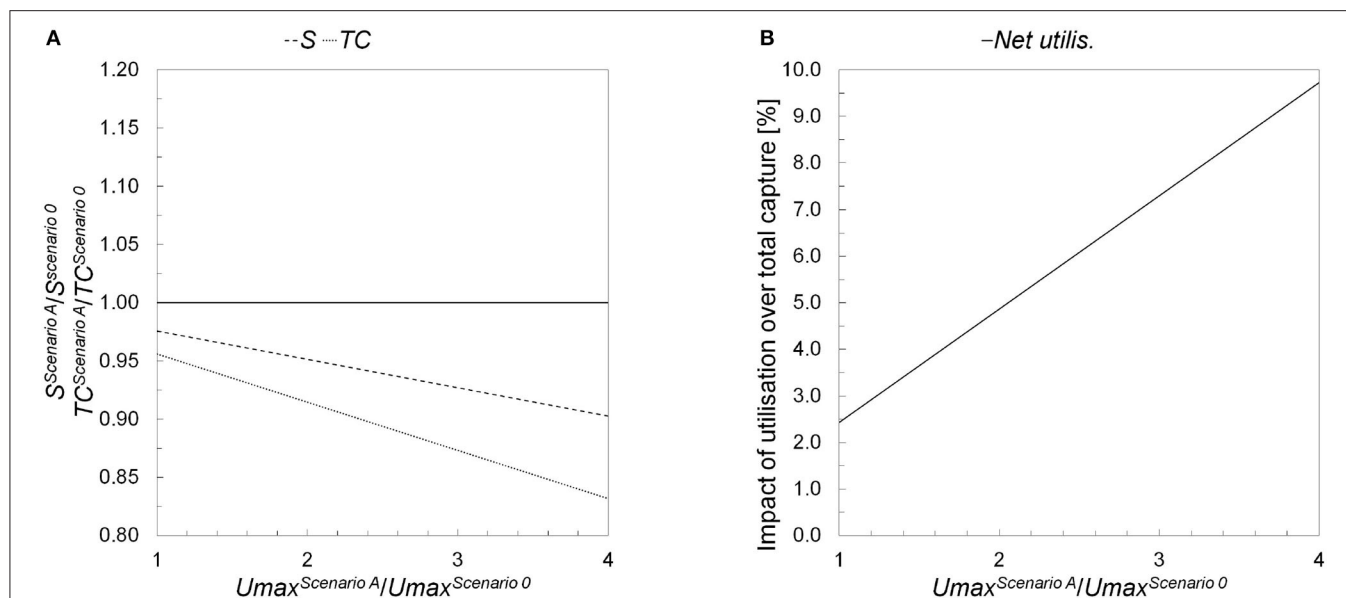 A
--S ···TC
1.20
1.15
1.10
1.05
1.00
0.95
0.90
0.85
0.80
1 2 3 4
S^Scenario A/S^scenario 0
TC^Scenario A/TC^Scenario 0
Umax^Scenario A/Umax^Scenario 0
B
–Net utilis.
10.0
9.0
8.0
7.0
6.0
5.0
4.0
3.0
2.0
1.0
0.0
1 2 3 4
Impact of utilisation over total capture [%]
Umax^Scenario A/Umax^Scenario 0